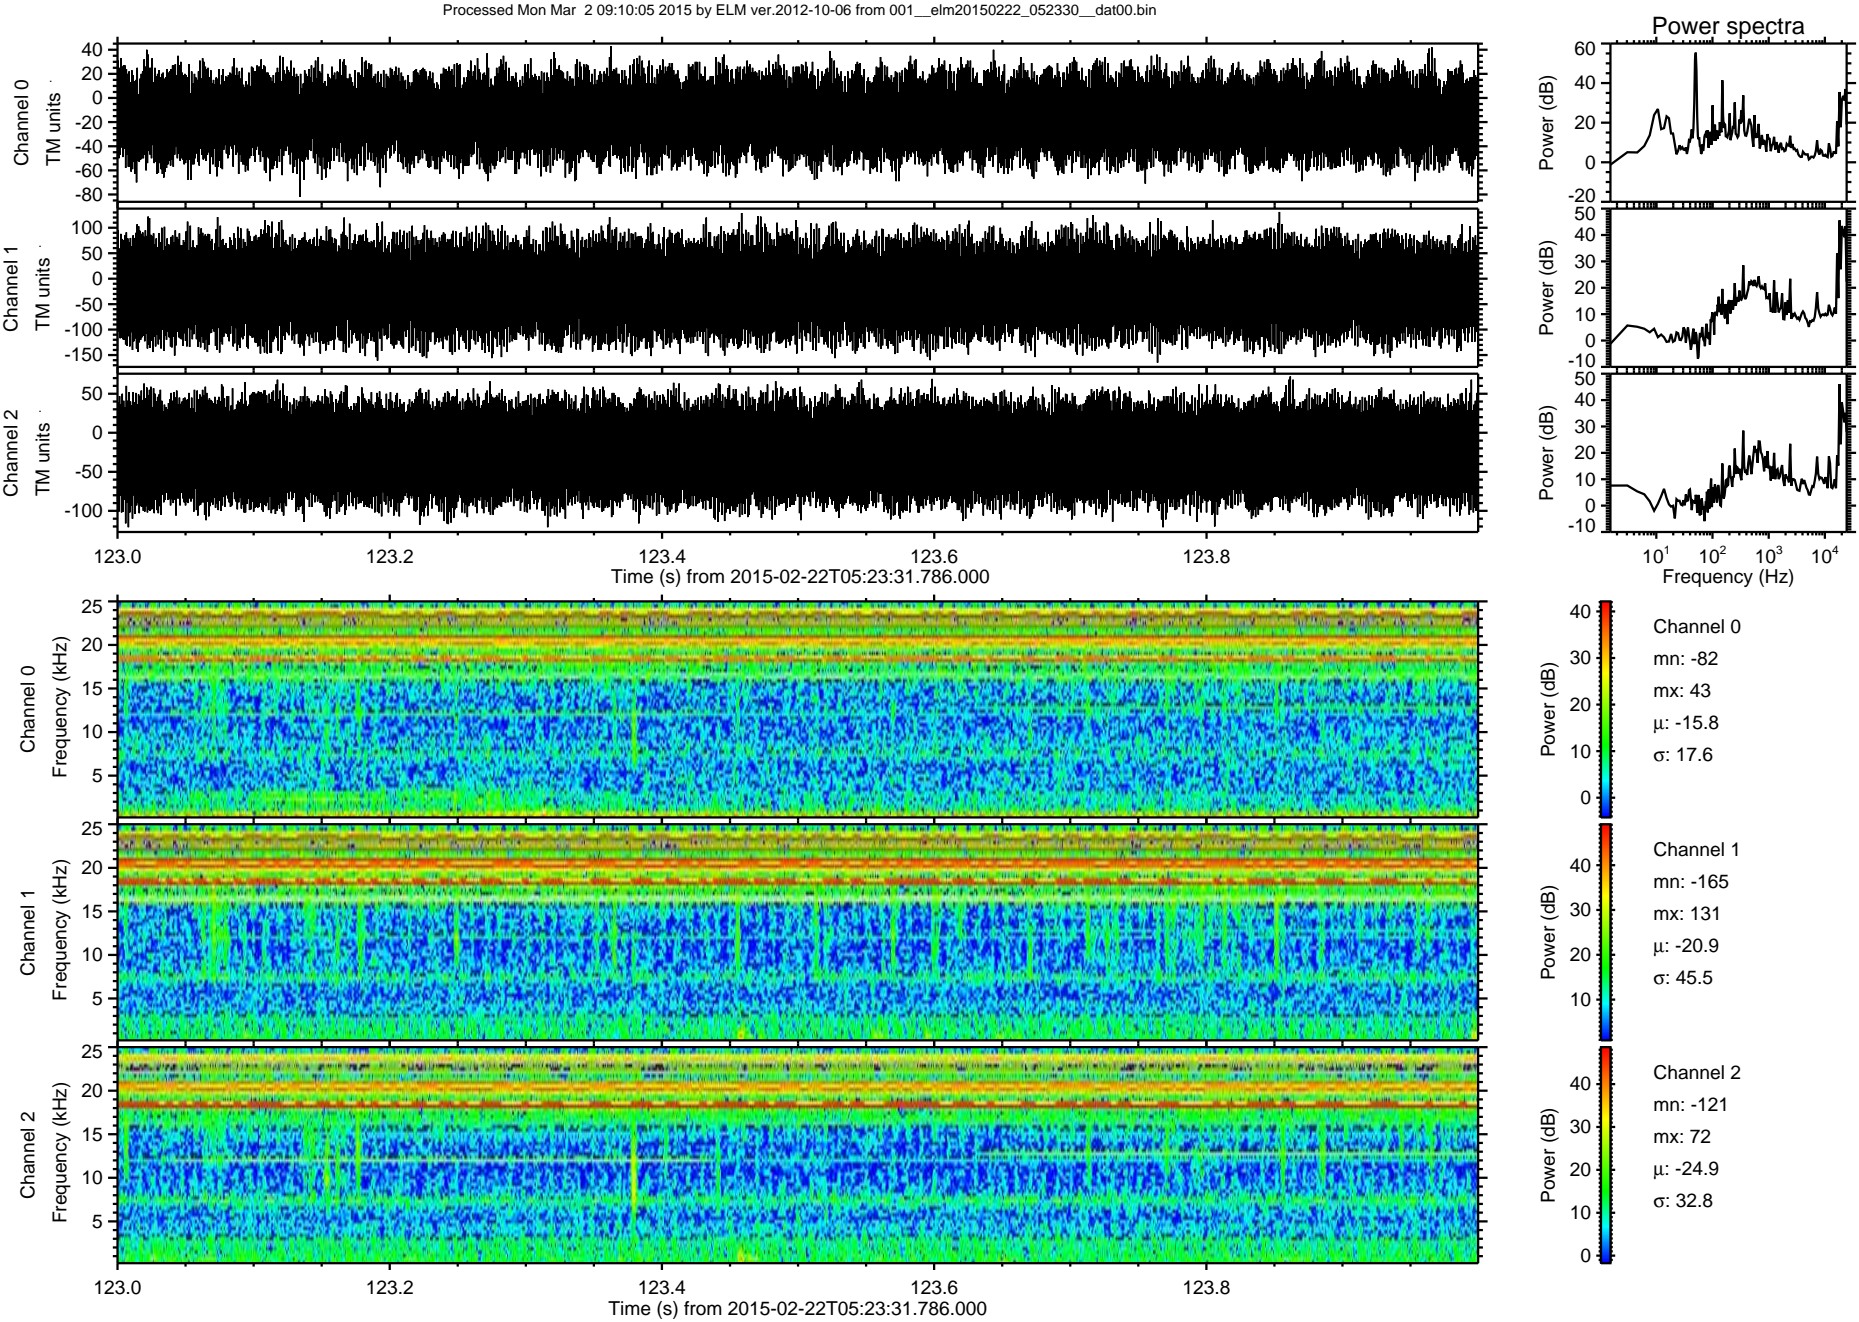 Processed Mon Mar  2 09:10:05 2015 by ELM ver.2012-10-06 from 001__elm20150222_052330__dat00.bin
Power spectra
Channel 0
TM units
40
20
0
-20
-40
-60
-80
Power (dB)
60
40
20
0
-20
Channel 1
TM units
100
50
0
-50
-100
-150
Power (dB)
50
40
30
20
10
0
-10
Channel 2
TM units
50
0
-50
-100
Power (dB)
50
40
30
20
10
0
-10
123.0 123.2 123.4 123.6 123.8
Time (s) from 2015-02-22T05:23:31.786.000
10^1 10^2 10^3 10^4
Frequency (Hz)
Channel 0
Frequency (kHz)
25
20
15
10
5
Power (dB)
40
30
20
10
0
Channel 0
mn: -82
mx: 43
μ: -15.8
σ: 17.6
Channel 1
Frequency (kHz)
25
20
15
10
5
Power (dB)
40
30
20
10
Channel 1
mn: -165
mx: 131
μ: -20.9
σ: 45.5
Channel 2
Frequency (kHz)
25
20
15
10
5
Power (dB)
40
30
20
10
0
Channel 2
mn: -121
mx: 72
μ: -24.9
σ: 32.8
123.0 123.2 123.4 123.6 123.8
Time (s) from 2015-02-22T05:23:31.786.000